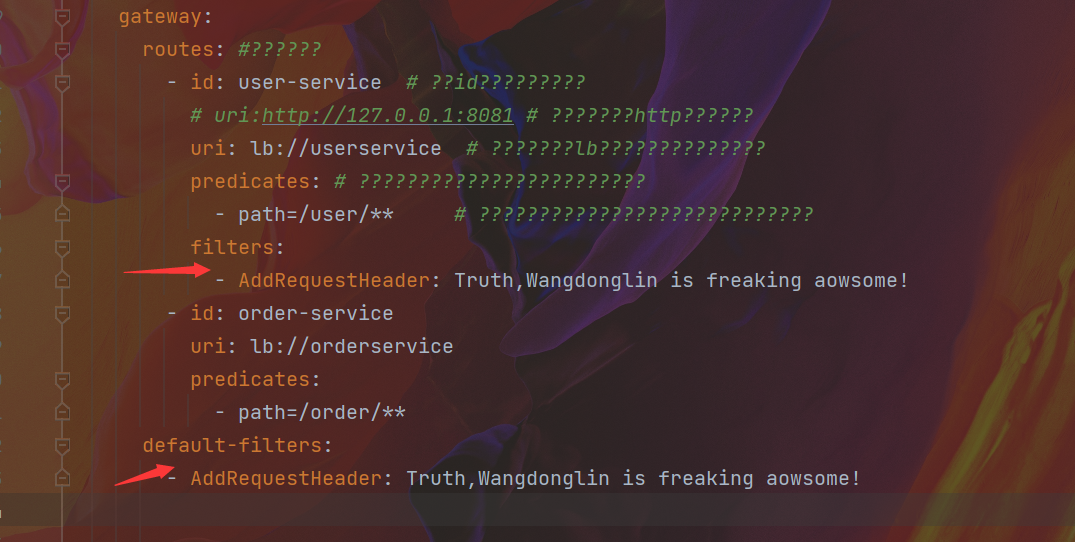 gateway:
routes: #??????
- id: user-service # ??id?????????
# uri:http://127.0.0.1:8081 # ???????http??????
uri: lb://userservice # ???????lb??????????????
predicates: # ????????????????????????
- path=/user/** # ????????????????????????????
filters:
- AddRequestHeader: Truth,Wangdonglin is freaking aowsome!
- id: order-service
uri: lb://orderservice
predicates:
- path=/order/**
default-filters:
- AddRequestHeader: Truth,Wangdonglin is freaking aowsome!